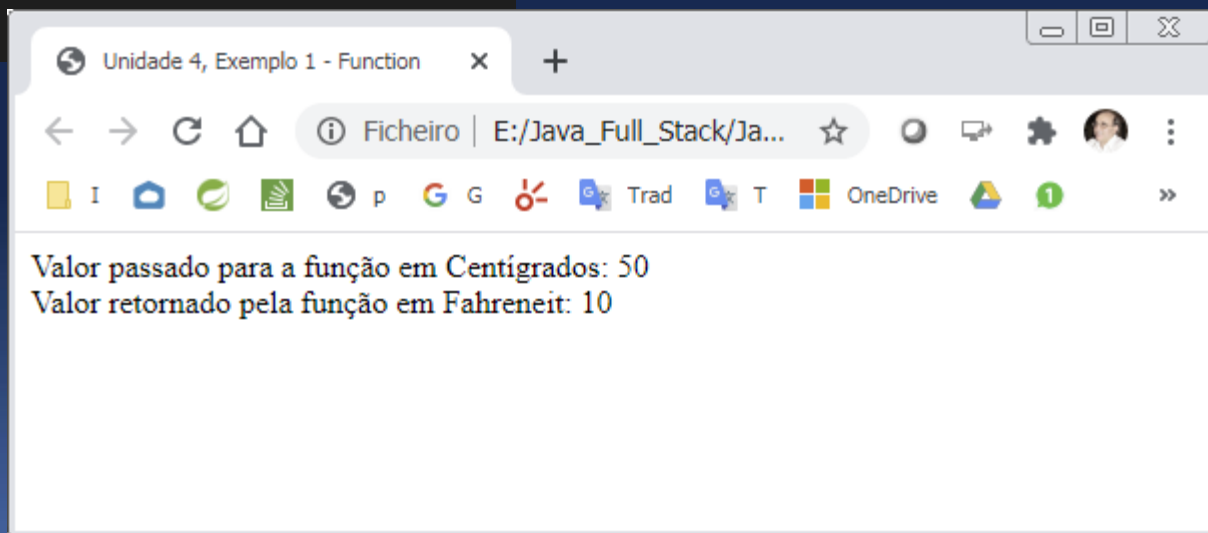 Unidade 4, Exemplo 1 - Function
Ficheiro E:/Java_Full_Stack/Ja...
I p G G Trad G T OneDrive 1 »
Valor passado para a função em Centígrados: 50
Valor retornado pela função em Fahreneit: 10